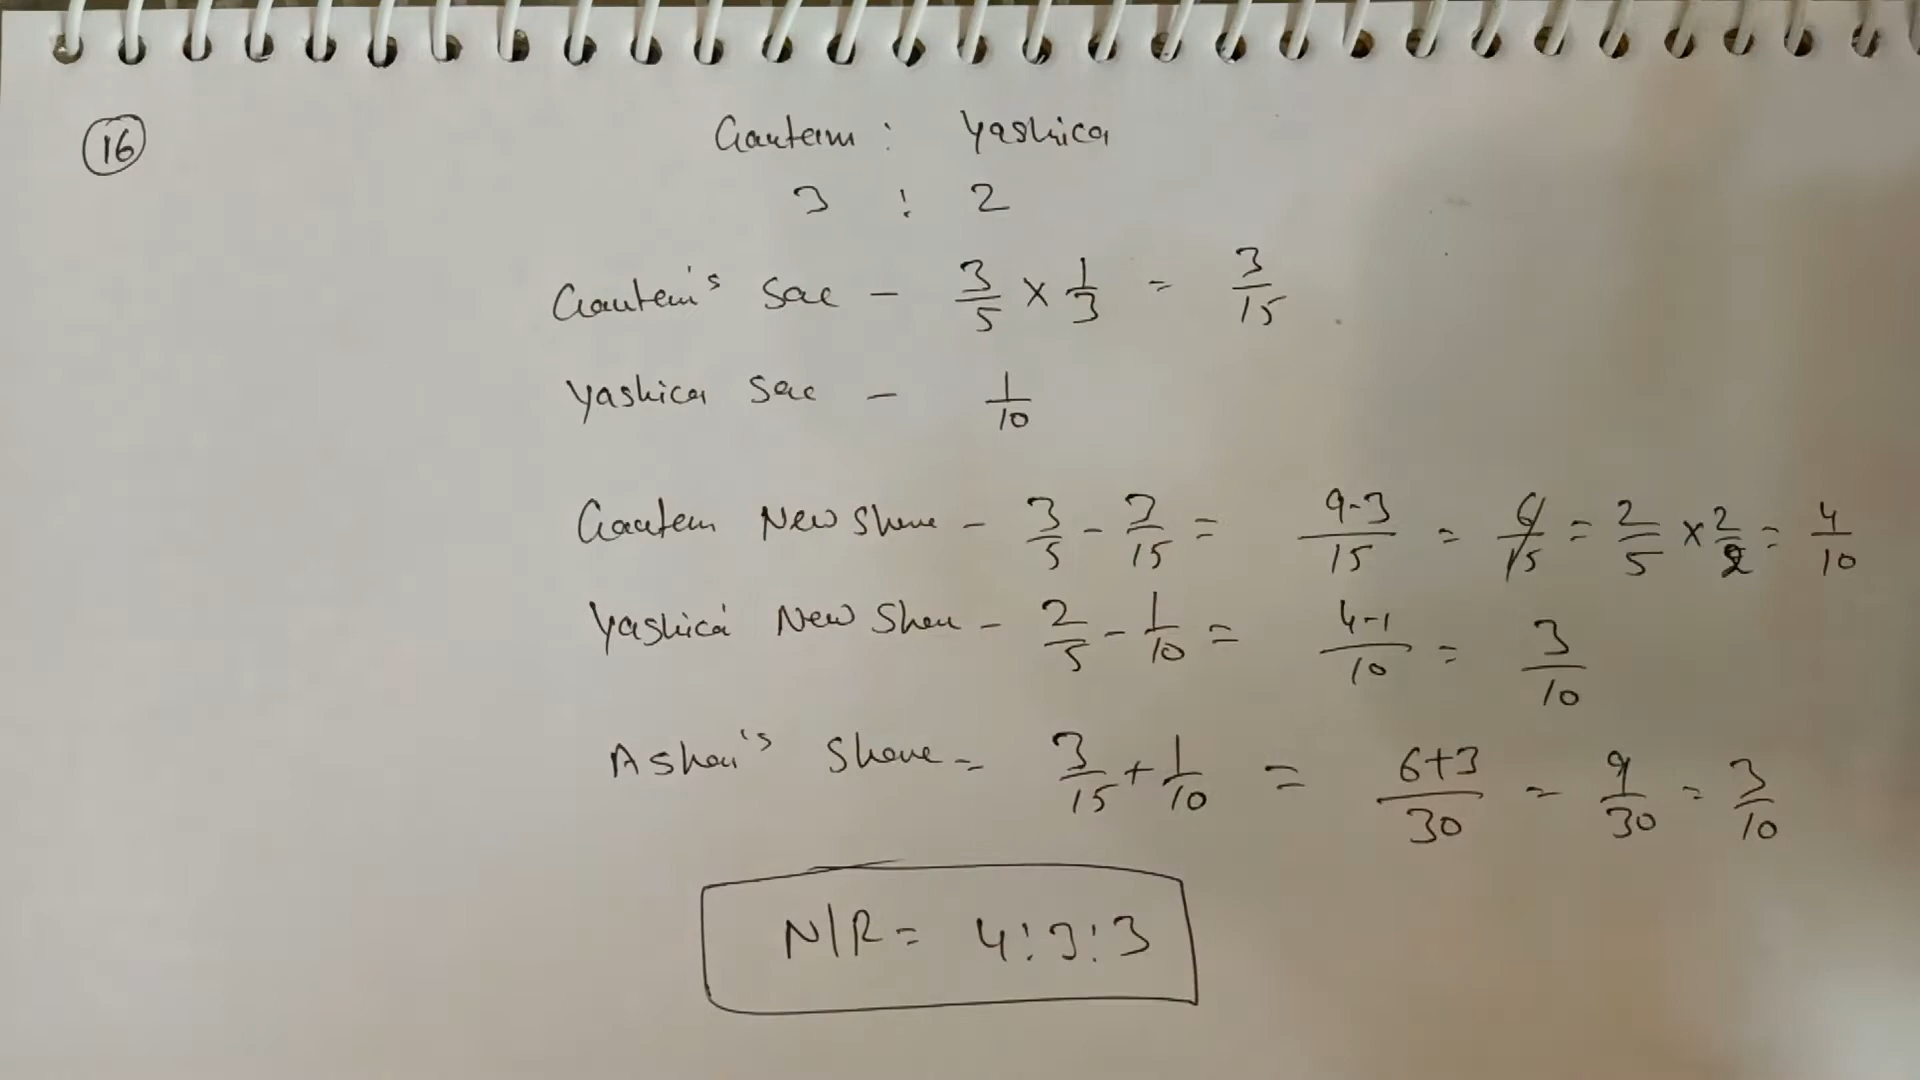 16
Gautam : Yashica
3 : 2
Gautam's Sac - 3/5 × 1/3 = 3/15
Yashica Sac - 1/10
Gautam New Share - 3/5 - 3/15 = 9-3/15 = 6/15 = 2/5 × 2/2 = 4/10
Yashica' New Share - 2/5 - 1/10 = 4-1/10 = 3/10
Asha's Share = 3/15 + 1/10 = 6+3/30 = 9/30 = 3/10
N/R = 4:3:3